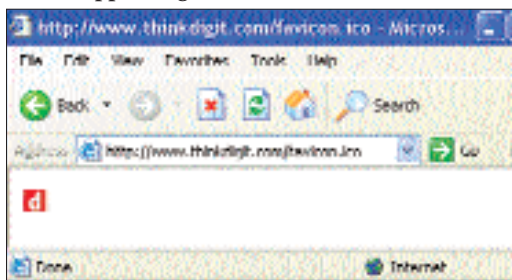 http://www.thinkdigit.com/favicon.ico - Micros...
File Edit View Favorites Tools Help
Back Search
Address http://www.thinkdigit.com/favicon.ico Go
d
Done Internet